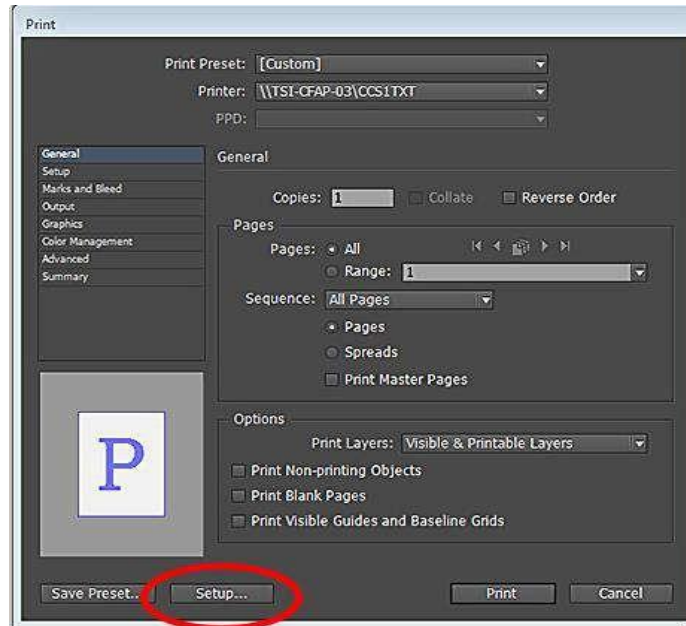 Print
Print Preset: [Custom]
Printer: \\TSI-CFAP-03\CCS1TXT
PPD:
General
Setup
Marks and Bleed
Output
Graphics
Color Management
Advanced
Summary
General
Copies: 1 Collate Reverse Order
Pages
Pages: All
Range: 1
Sequence: All Pages
Pages
Spreads
Print Master Pages
P
Options
Print Layers: Visible & Printable Layers
Print Non-printing Objects
Print Blank Pages
Print Visible Guides and Baseline Grids
Save Preset... Setup... Print Cancel